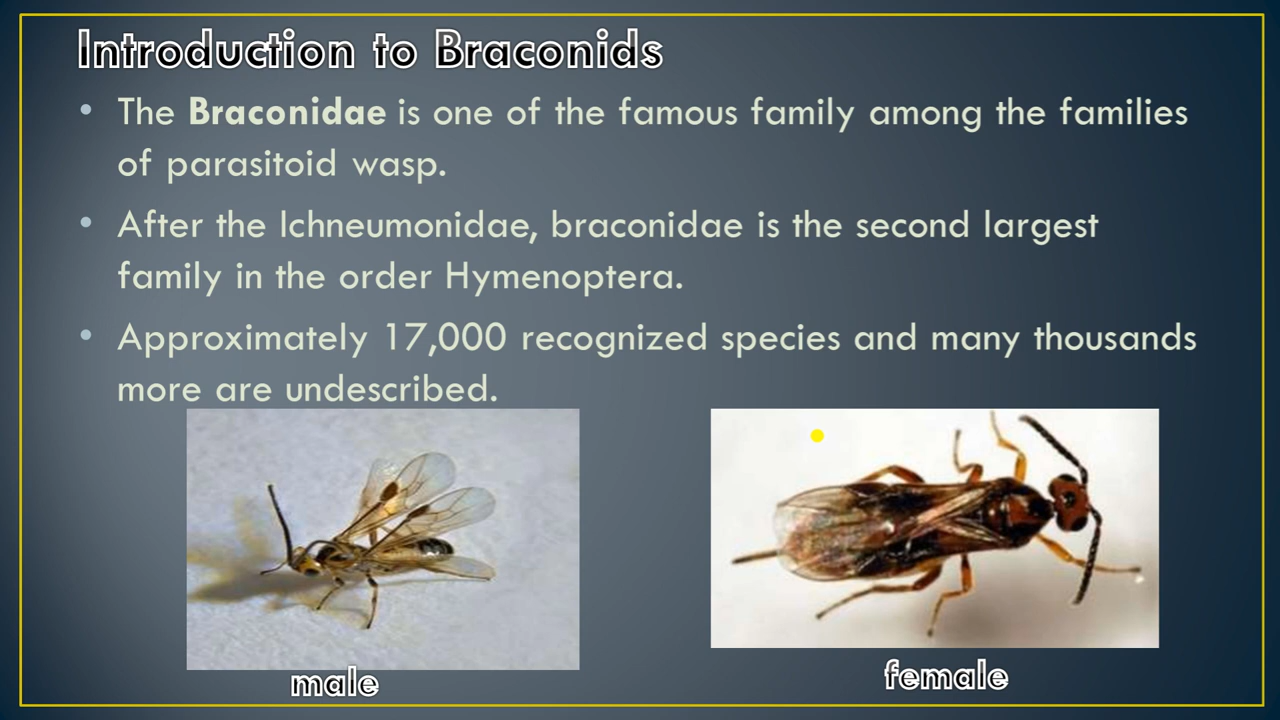 Introduction to Braconids
• The Braconidae is one of the famous family among the families
of parasitoid wasp.
• After the Ichneumonidae, braconidae is the second largest
family in the order Hymenoptera.
• Approximately 17,000 recognized species and many thousands
more are undescribed.
male
female